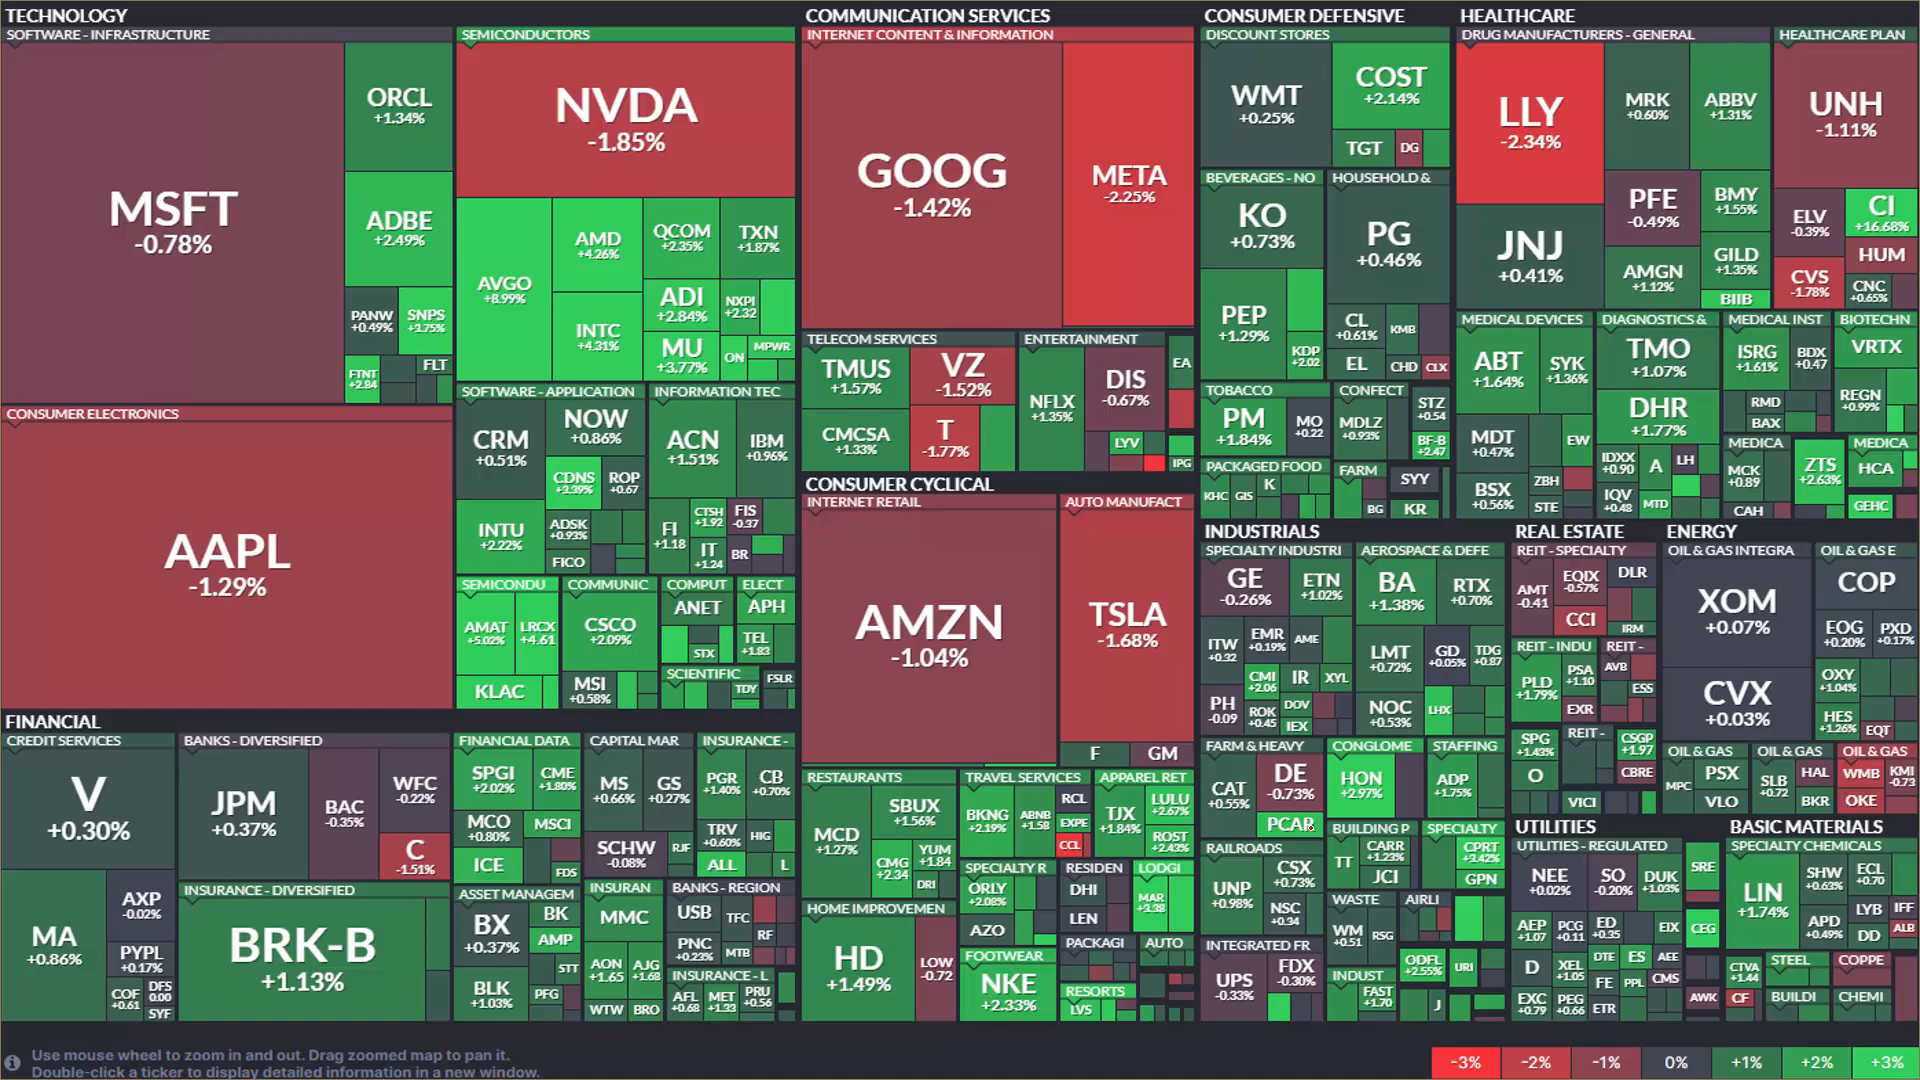 TECHNOLOGY
SOFTWARE - INFRASTRUCTURE
MSFT
-0.78%
ORCL
+1.34%
ADBE
+2.49%
PANW
+0.49%
SNPS
+2.75%
FTNT
+2.84
FLT
SEMICONDUCTORS
NVDA
-1.85%
AVGO
+8.99%
AMD
+4.26%
QCOM
+2.35%
TXN
+1.87%
INTC
+4.31%
ADI
+2.84%
NXPI
+2.32
MU
+3.77%
ON
MPWR
CONSUMER ELECTRONICS
AAPL
-1.29%
SOFTWARE - APPLICATION
CRM
+0.51%
NOW
+0.86%
CDNS
+3.39%
ROP
+0.67
INTU
+2.22%
ADSK
+0.93%
FICO
INFORMATION TEC
ACN
+1.51%
IBM
+0.96%
FI
+1.18
CTSH
+1.92
FIS
-0.37
IT
+1.24
BR
SEMICONDU
AMAT
+5.02%
LRCX
+4.61
KLAC
COMMUNIC
CSCO
+2.09%
MSI
+0.58%
COMPUT
ANET
STX
ELECT
APH
TEL
+1.83
SCIENTIFIC
TDY
FSLR
COMMUNICATION SERVICES
INTERNET CONTENT & INFORMATION
GOOG
-1.42%
META
-2.25%
TELECOM SERVICES
TMUS
+1.57%
VZ
-1.52%
CMCSA
+1.33%
T
-1.77%
ENTERTAINMENT
NFLX
+1.35%
DIS
-0.67%
LYV
EA
IPG
CONSUMER CYCLICAL
INTERNET RETAIL
AMZN
-1.04%
AUTO MANUFACT
TSLA
-1.68%
F
GM
RESTAURANTS
MCD
+1.27%
SBUX
+1.56%
CMG
+2.34
YUM
+1.84
DRI
TRAVEL SERVICES
BKNG
+2.19%
ABNB
+1.58
RCL
EXPE
CCL
APPAREL RET
TJX
+1.84%
LULU
+2.67%
ROST
+2.43%
HOME IMPROVEMEN
HD
+1.49%
LOW
-0.72
SPECIALTY R
ORLY
+2.08%
AZO
RESIDEN
DHI
LEN
LODGI
MAR
+3.38
FOOTWEAR
NKE
+2.33%
PACKAGI
AUTO
RESORTS
LVS
CONSUMER DEFENSIVE
DISCOUNT STORES
WMT
+0.25%
COST
+2.14%
TGT
DG
BEVERAGES - NO
KO
+0.73%
PEP
+1.29%
KDP
+2.02
HOUSEHOLD &
PG
+0.46%
CL
+0.61%
KMB
EL
CHD
CLX
TOBACCO
PM
+1.84%
MO
+0.22
CONFECT
MDLZ
+0.93%
STZ
+0.54
BF-B
+2.47
PACKAGED FOOD
KHC
GIS
K
FARM
BG
SYY
KR
HEALTHCARE
DRUG MANUFACTURERS - GENERAL
LLY
-2.34%
MRK
+0.60%
ABBV
+1.31%
JNJ
+0.41%
PFE
-0.49%
BMY
+1.55%
AMGN
+1.12%
GILD
+1.35%
BIIB
HEALTHCARE PLAN
UNH
-1.11%
ELV
-0.39%
CI
+16.68%
CVS
-1.78%
HUM
CNC
+0.65%
MEDICAL DEVICES
ABT
+1.64%
SYK
+1.36%
MDT
+0.47%
EW
BSX
+0.56%
ZBH
STE
DIAGNOSTICS &
TMO
+1.07%
DHR
+1.77%
IDXX
+0.90
A
LH
IQV
+0.48
MTD
MEDICAL INST
ISRG
+1.61%
BDX
+0.47
RMD
BAX
BIOTECHN
VRTX
REGN
+0.99%
MEDICA
MCK
+0.89
CAH
ZTS
+2.63%
MEDICA
HCA
GEHC
INDUSTRIALS
SPECIALTY INDUSTRI
GE
-0.26%
ETN
+1.02%
ITW
+0.32
EMR
+0.19%
AME
CMI
+2.06
IR
XYL
PH
-0.09
ROK
+0.45
DOV
IEX
AEROSPACE & DEFE
BA
+1.38%
RTX
+0.70%
LMT
+0.72%
GD
+0.05%
TDG
+0.87
NOC
+0.53%
LHX
FARM & HEAVY
CAT
+0.55%
DE
-0.73%
PCAR
CONGLOME
HON
+2.97%
STAFFING
ADP
+1.75%
RAILROADS
UNP
+0.98%
CSX
+0.73%
NSC
+0.34
BUILDING P
TT
CARR
+1.23%
JCI
SPECIALTY
CPRT
+3.42%
GPN
WASTE
WM
+0.51
RSG
AIRLI
INTEGRATED FR
UPS
-0.33%
FDX
-0.30%
INDUST
FAST
+1.70
ODFL
+2.55%
URI
J
REAL ESTATE
REIT - SPECIALTY
AMT
-0.41
EQIX
-0.57%
DLR
CCI
IRM
REIT - INDU
PLD
+1.79%
PSA
+1.10
EXR
REIT -
AVB
ESS
SPG
+1.43%
O
REIT -
VICI
CSGP
+1.97
CBRE
ENERGY
OIL & GAS INTEGRA
XOM
+0.07%
CVX
+0.03%
OIL & GAS E
COP
EOG
+0.20%
PXD
+0.17%
OXY
+1.04%
HES
+1.26%
EQT
OIL & GAS
MPC
PSX
VLO
OIL & GAS
SLB
+0.72
HAL
BKR
OIL & GAS
WMB
KMI
-0.73
OKE
UTILITIES
UTILITIES - REGULATED
NEE
+0.02%
SO
-0.20%
DUK
+1.03%
AEP
+1.07
PCG
+0.11
ED
+0.35
EIX
D
XEL
+1.05
DTE
ES
AEE
FE
PPL
CMS
EXC
+0.79
PEG
+0.66
ETR
SRE
CEG
AWK
BASIC MATERIALS
SPECIALTY CHEMICALS
LIN
+1.74%
SHW
+0.63%
ECL
+0.70
APD
+0.49%
LYB
IFF
DD
ALB
CTVA
+1.44
CF
STEEL
COPPE
BUILDI
CHEMI
FINANCIAL
CREDIT SERVICES
V
+0.30%
MA
+0.86%
AXP
-0.02%
PYPL
+0.17%
COF
+0.61
DFS
0.00
SYF
BANKS - DIVERSIFIED
JPM
+0.37%
BAC
-0.35%
WFC
-0.22%
C
-1.51%
INSURANCE - DIVERSIFIED
BRK-B
+1.13%
FINANCIAL DATA
SPGI
+2.02%
CME
+1.80%
MCO
+0.80%
MSCI
ICE
FDS
CAPITAL MAR
MS
+0.66%
GS
+0.27%
SCHW
-0.08%
RJF
INSURANCE -
PGR
+1.40%
CB
+0.70%
TRV
+0.60%
HIG
ALL
L
ASSET MANAGEM
BX
+0.37%
BK
AMP
STT
BLK
+1.03%
PFG
INSURAN
MMC
AON
+1.65
AJG
+1.68
WTW
BRO
BANKS - REGION
USB
TFC
RF
PNC
+0.23%
MTB
INSURANCE - L
AFL
+0.68
MET
+1.33
PRU
+0.56
Use mouse wheel to zoom in and out. Drag zoomed map to pan it.
Double-click a ticker to display detailed information in a new window.
-3%
-2%
-1%
0%
+1%
+2%
+3%